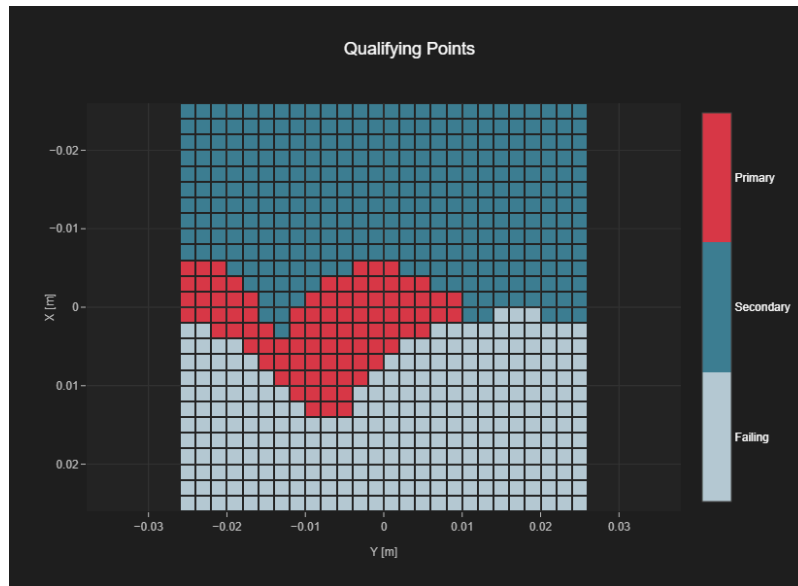 Qualifying Points
−0.02
−0.01
0
0.01
0.02
X [m]
−0.03
−0.02
−0.01
0
0.01
0.02
0.03
Y [m]
Primary
Secondary
Failing